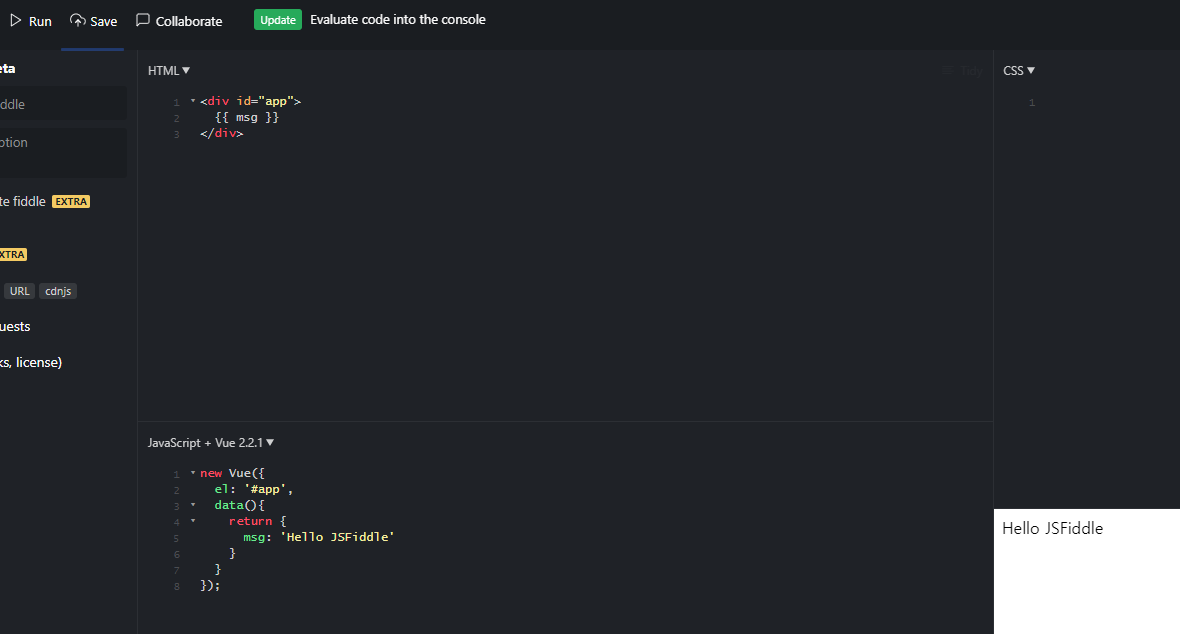 Run Save Collaborate Update Evaluate code into the console
eta
ddle
ption
te fiddle EXTRA
XTRA
URL cdnjs
uests
ks, license)
HTML ▼ Tidy
1 <div id="app">
2 {{ msg }}
3 </div>
JavaScript + Vue 2.2.1 ▼
1 new Vue({
2 el: '#app',
3 data(){
4 return {
5 msg: 'Hello JSFiddle'
6 }
7 }
8 });
CSS ▼
1
Hello JSFiddle